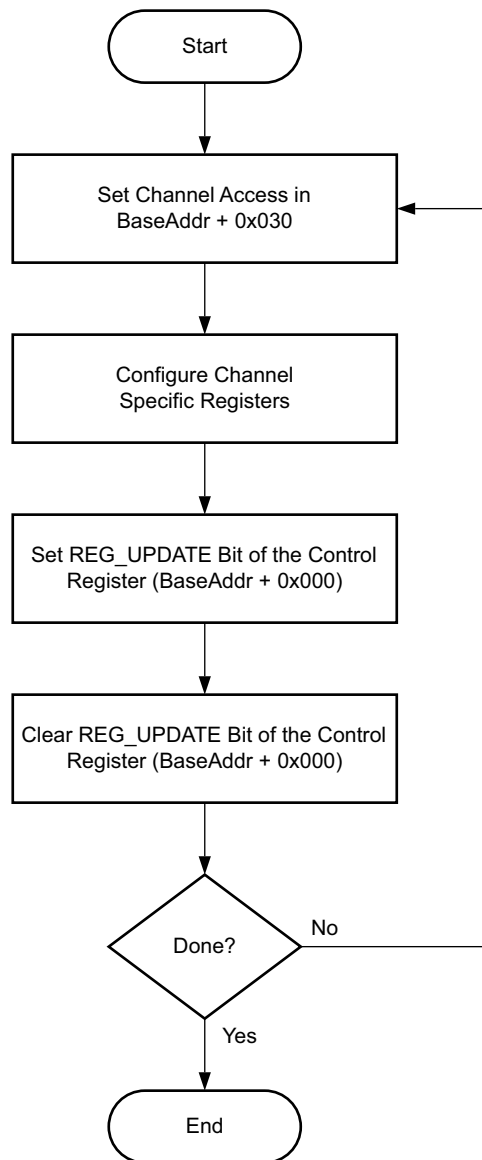 Start
Set Channel Access in
BaseAddr + 0x030
Configure Channel
Specific Registers
Set REG_UPDATE Bit of the Control
Register (BaseAddr + 0x000)
Clear REG_UPDATE Bit of the Control
Register (BaseAddr + 0x000)
Done?
No
Yes
End